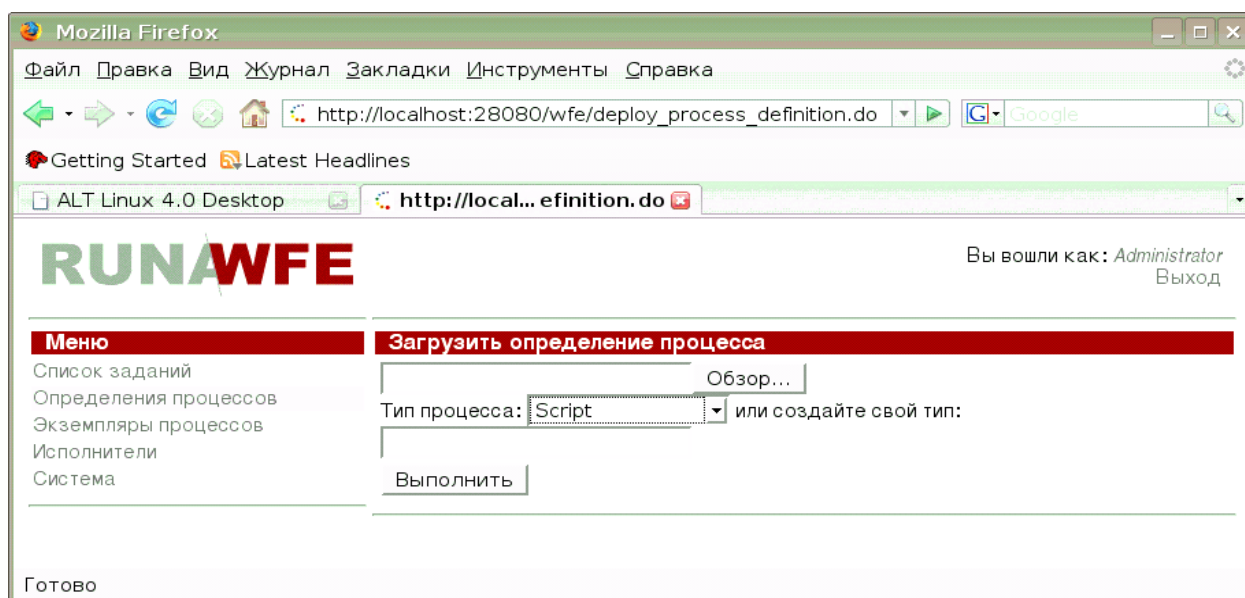 Mozilla Firefox
Файл Правка Вид Журнал Закладки Инструменты Справка
http://localhost:28080/wfe/deploy_process_definition.do G Google
Getting Started Latest Headlines
ALT Linux 4.0 Desktop http://local... efinition.do
RUNAWFE
Вы вошли как: Administrator
Выход
Меню
Загрузить определение процесса
Список заданий
Определения процессов
Экземпляры процессов
Исполнители
Система
Обзор...
Тип процесса: Script или создайте свой тип:
Выполнить
Готово